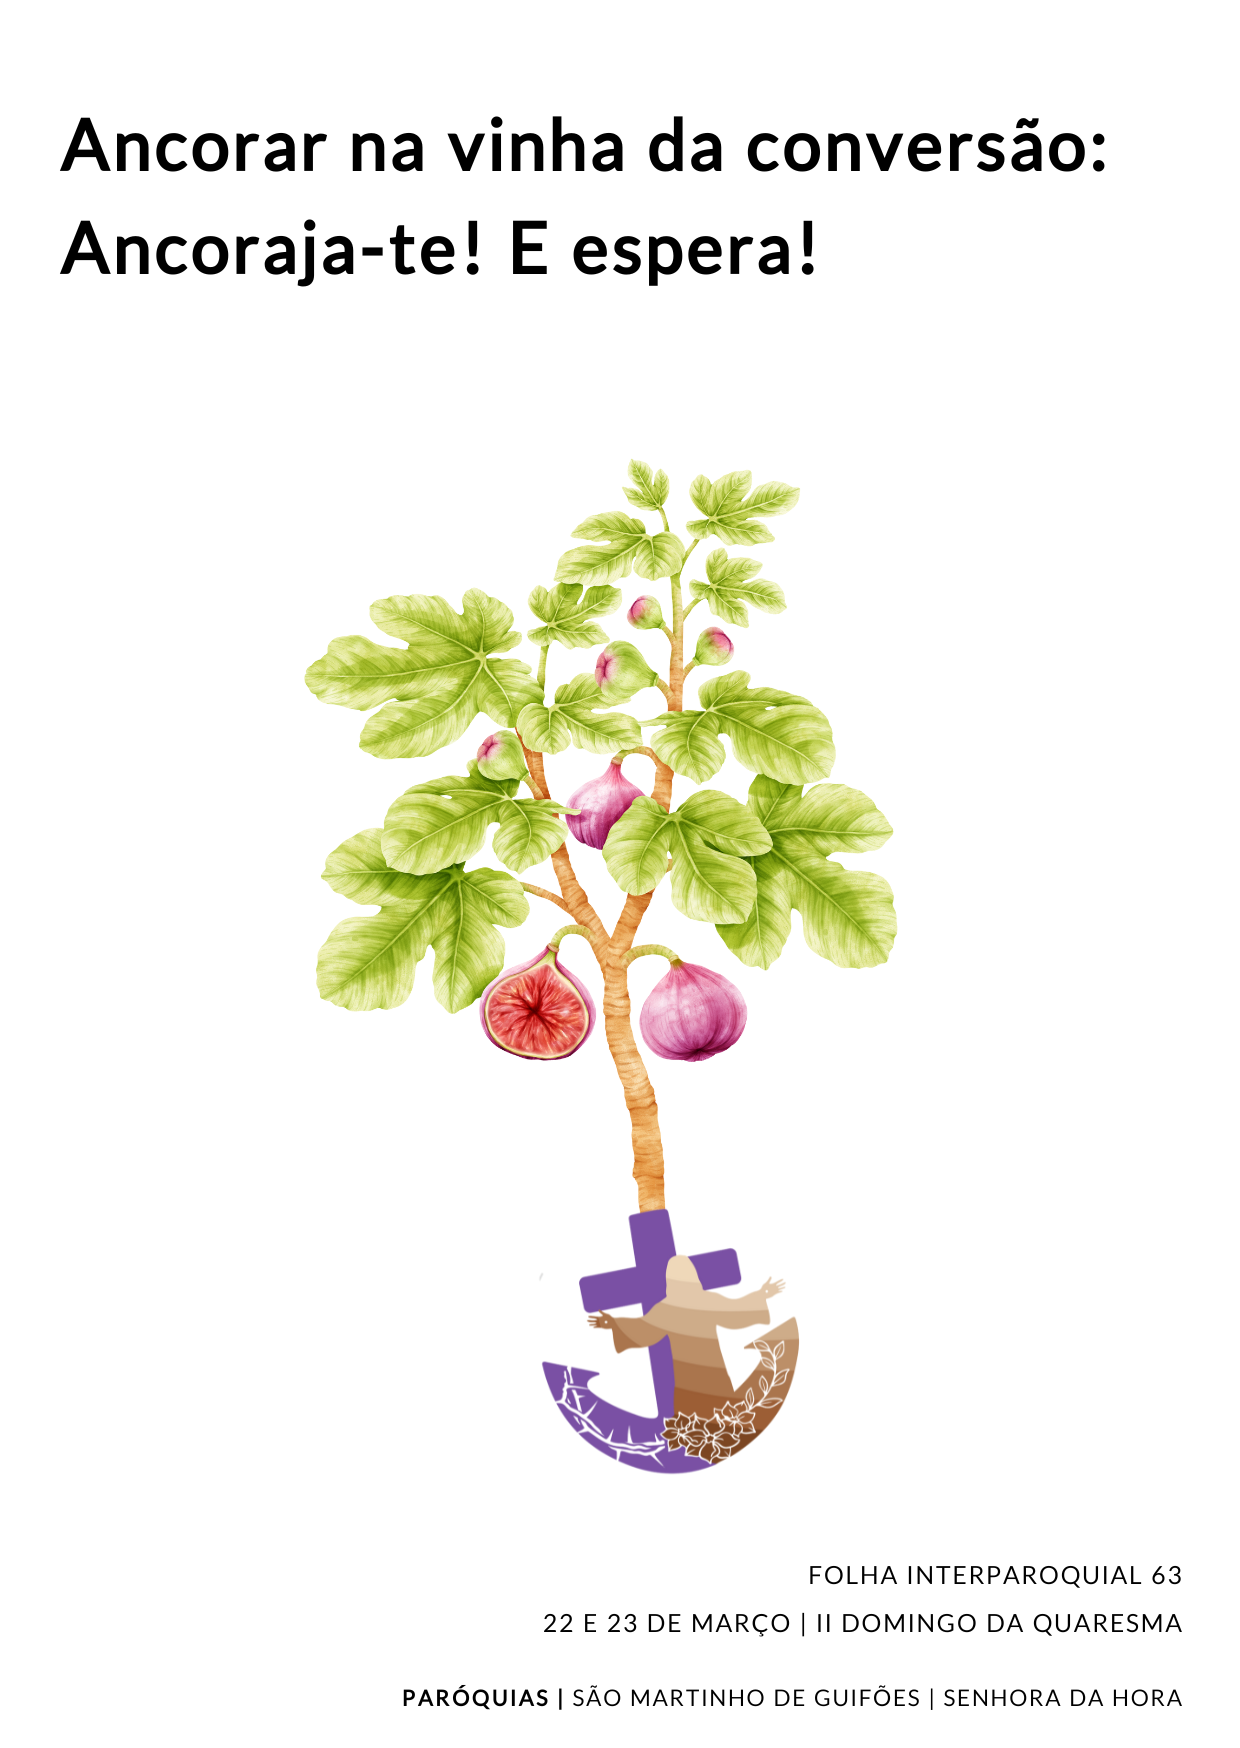 Ancorar na vinha da conversão:
Ancoraja-te! E espera!
FOLHA INTERPAROQUIAL 63
22 E 23 DE MARÇO | II DOMINGO DA QUARESMA
PARÓQUIAS | SÃO MARTINHO DE GUIFÕES | SENHORA DA HORA